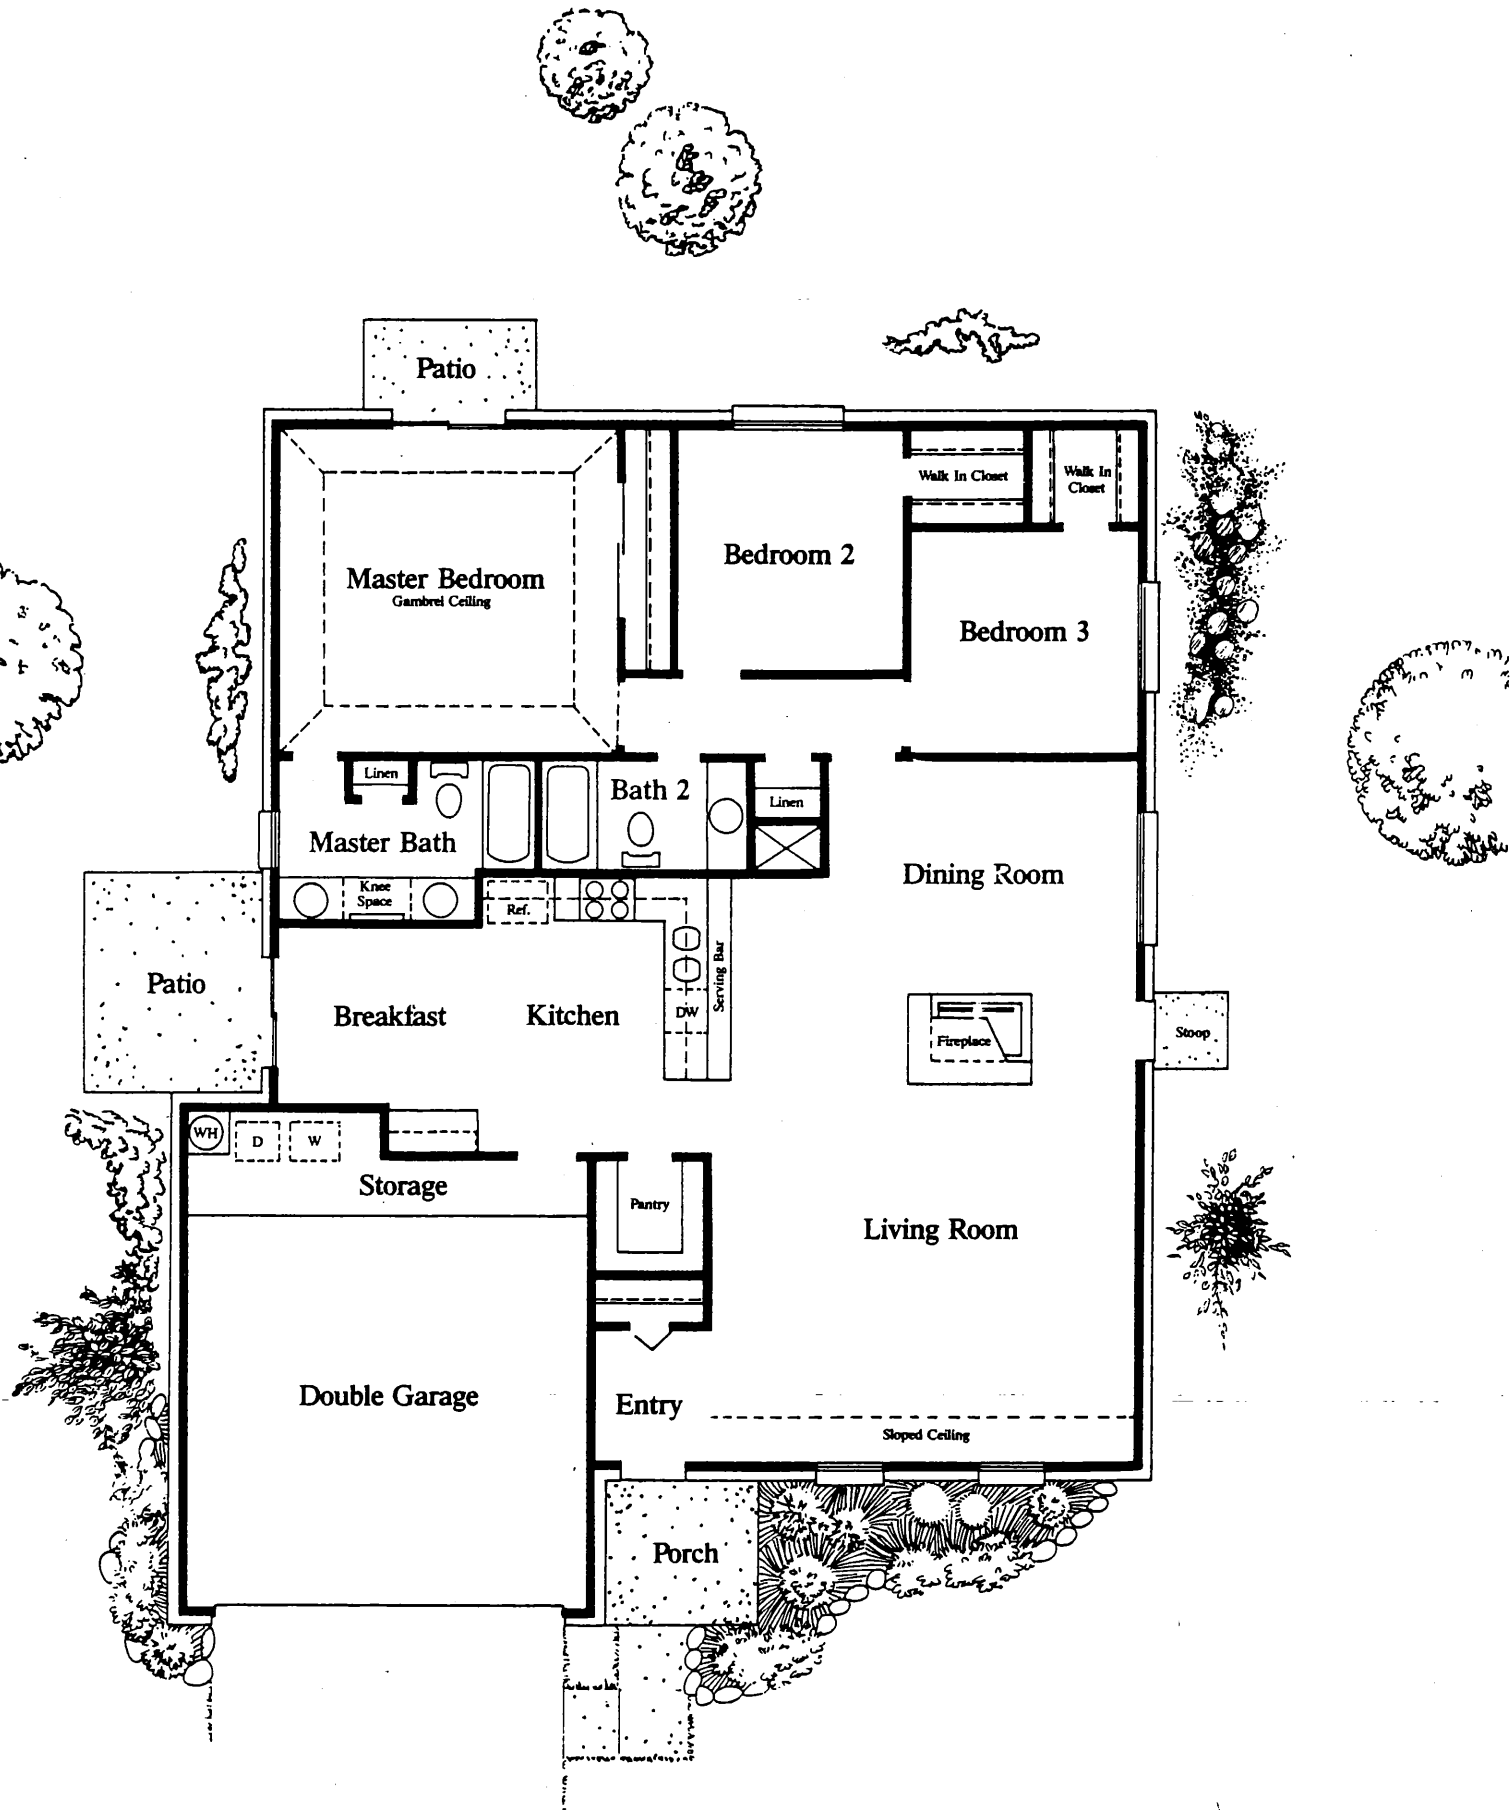 Patio
Walk In Closet
Walk In
Closet
Bedroom 2
Master Bedroom
Gambrel Ceiling
Bedroom 3
Linen
Bath 2
Linen
Master Bath
Dining Room
Knee
Space
Ref.
Serving Bar
Patio
Breakfast
Kitchen
DW
Fireplace
Stoop
WH
D
W
Storage
Pantry
Living Room
Double Garage
Entry
Sloped Ceiling
Porch